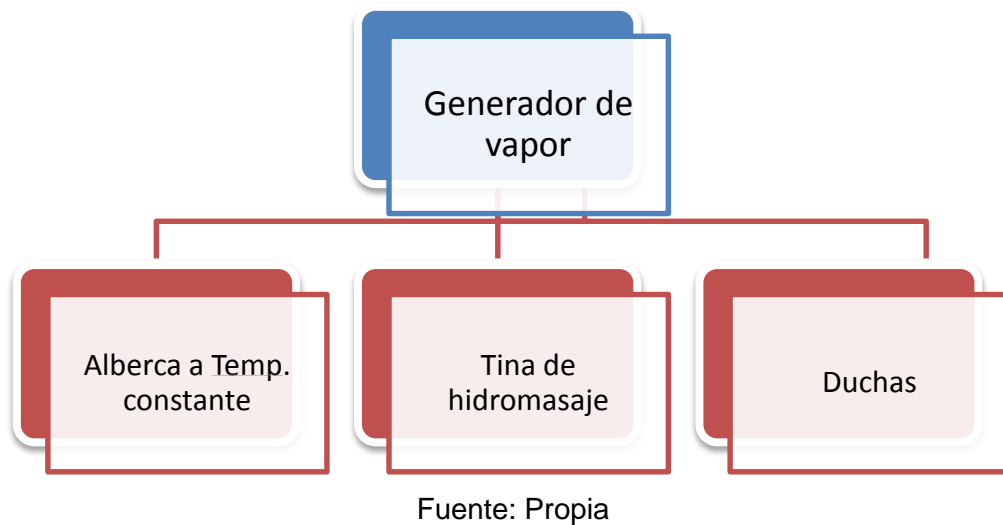 Generador de
vapor
Alberca a Temp.
constante
Tina de
hidromasaje
Duchas
Fuente: Propia